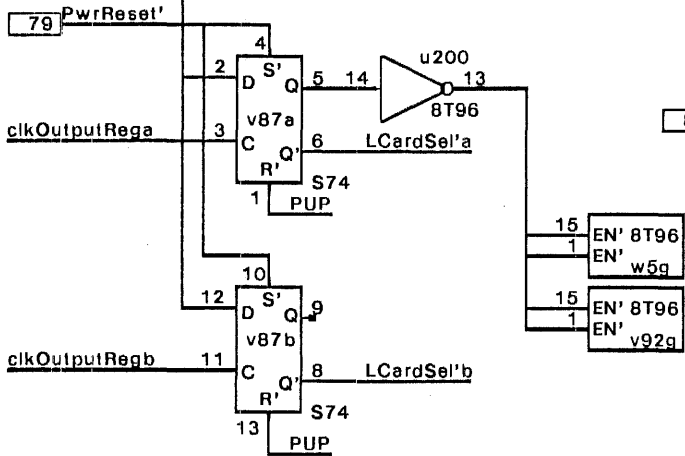 79 PwrReset'
4
2 D S' Q 5 14 u200 13
8T96
v87a
clkOutputRega 3 C
Q' 6 LCardSel'a
R'
S74
1 PUP
15 EN' 8T96
1 EN'
w5g
10
12 D S' Q 9
15 EN' 8T96
1 EN'
v92g
v87b
clkOutputRegb 11 C
Q' 8 LCardSel'b
R'
S74
13 PUP